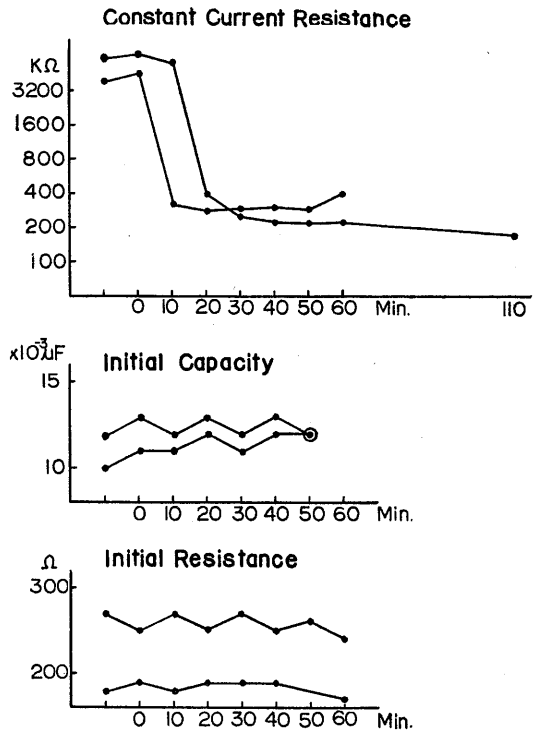 Constant Current Resistance
KΩ
3200
1600
800
400
200
100
0 10 20 30 40 50 60 Min. 110
x10⁻³μF
Initial Capacity
15
10
0 10 20 30 40 50 60 Min.
Ω
Initial Resistance
300
200
0 10 20 30 40 50 60 Min.